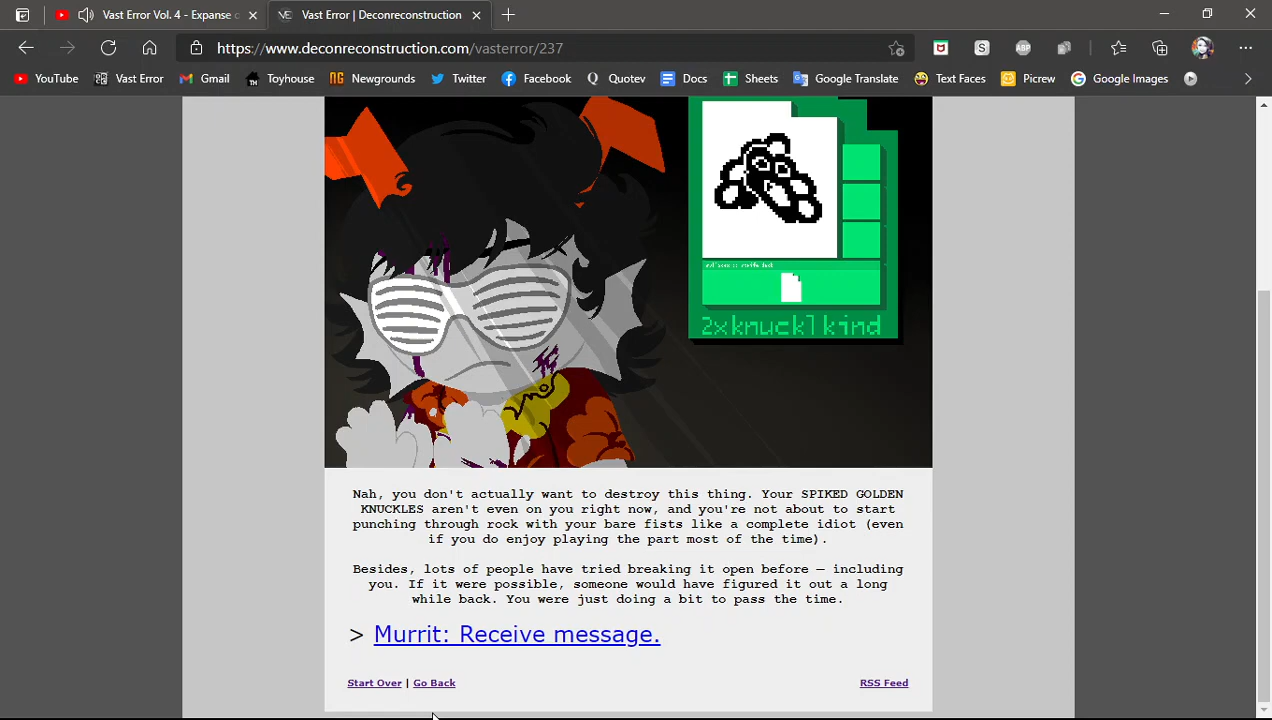 Vast Error Vol. 4 - Expanse
Vast Error | Deconreconstruction
https://www.deconreconstruction.com/vasterror/237
YouTube Vast Error Gmail Toyhouse Newgrounds Twitter Facebook Quotev Docs Sheets Google Translate Text Faces Picrew Google Images
2xknucklkind
Nah, you don't actually want to destroy this thing. Your SPIKED GOLDEN
KNUCKLES aren't even on you right now, and you're not about to start
punching through rock with your bare fists like a complete idiot (even
if you do enjoy playing the part most of the time).
Besides, lots of people have tried breaking it open before — including
you. If it were possible, someone would have figured it out a long
while back. You were just doing a bit to pass the time.
> Murrit: Receive message.
Start Over | Go Back
RSS Feed